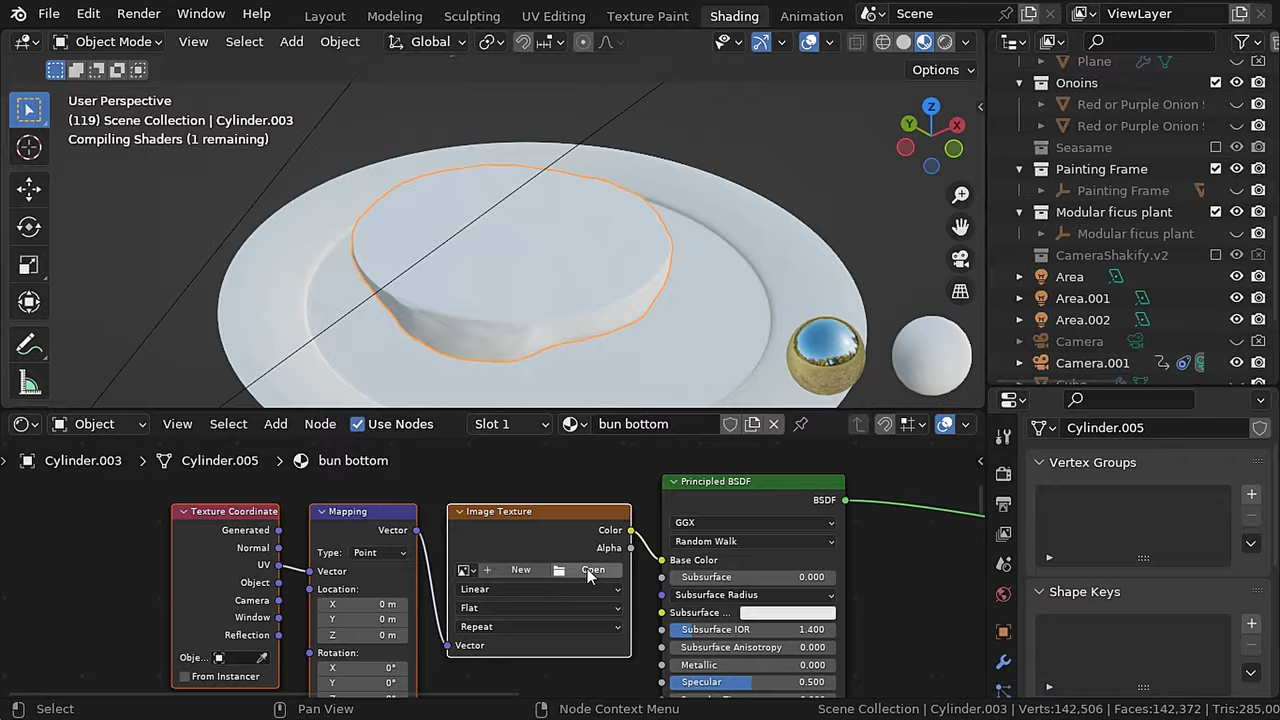 File Edit Render Window Help Layout Modeling Sculpting UV Editing Texture Paint Shading Animation Scene ViewLayer
Object Mode View Select Add Object Global
Options
User Perspective
(119) Scene Collection | Cylinder.003
Compiling Shaders (1 remaining)
Z
Y
X
Plane
Onoins
Red or Purple Onion S
Red or Purple Onion S
Seasame
Painting Frame
Painting Frame
Modular ficus plant
Modular ficus plant
CameraShakify.v2
Area
Area.001
Area.002
Camera
Camera.001
Object View Select Add Node Use Nodes Slot 1 bun bottom
Cylinder.003 Cylinder.005 bun bottom
Texture Coordinate
Generated
Normal
UV
Object
Camera
Window
Reflection
Obje...
From Instancer
Mapping
Vector
Type: Point
Vector
Location:
X 0 m
Y 0 m
Z 0 m
Rotation:
X 0°
Y 0°
Image Texture
Color
Alpha
New Open
Linear
Flat
Repeat
Vector
Principled BSDF
BSDF
GGX
Random Walk
Base Color
Subsurface 0.000
Subsurface Radius
Subsurface ...
Subsurface IOR 1.400
Subsurface Anisotropy 0.000
Metallic 0.000
Specular 0.500
Cylinder.005
Vertex Groups
Shape Keys
Select Pan View Node Context Menu Scene Collection | Cylinder.003 | Verts:142,506 | Faces:142,372 | Tris:285,00